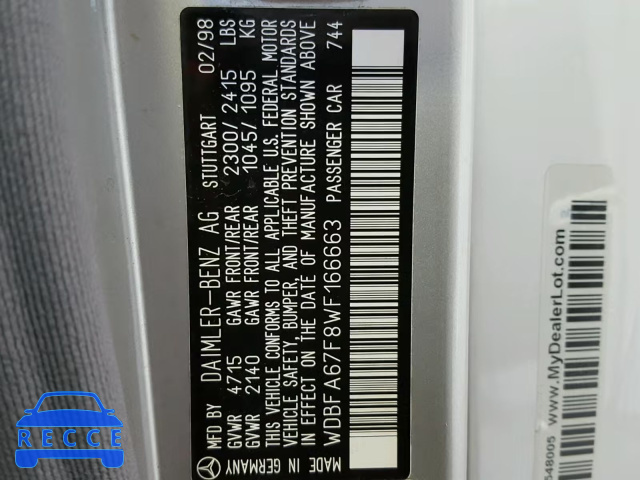 MFD BY DAIMLER-BENZ AG STUTTGART 02/98
GVWR 4715 GAWR FRONT/REAR 2300/2415 LBS
GVWR 2140 GAWR FRONT/REAR 1045/1095 KG
THIS VEHICLE CONFORMS TO ALL APPLICABLE U.S. FEDERAL MOTOR
VEHICLE SAFETY, BUMPER, AND THEFT PREVENTION STANDARDS
IN EFFECT ON THE DATE OF MANUFACTURE SHOWN ABOVE
WDBFA67F8WF166663 PASSENGER CAR 744
MADE IN GERMANY
www.MyDealerLot.com
648005
RECCE